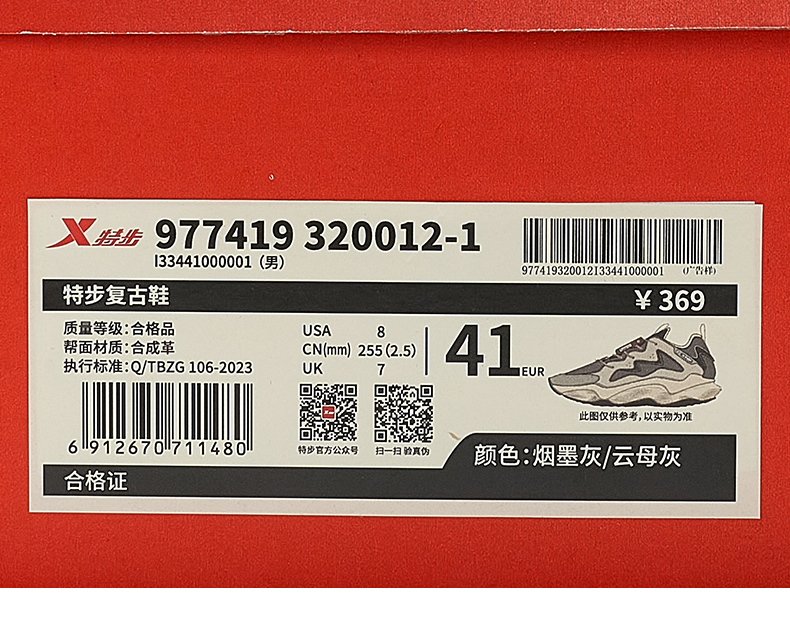 特步 977419 320012-1
I33441000001（男）
977419320012I33441000001 (广告样)
特步复古鞋 ¥ 369
质量等级：合格品
帮面材质：合成革
执行标准：Q/TBZG 106-2023
6 912670 711480
USA 8
CN(mm) 255(2.5)
UK 7
41 EUR
特步官方公众号
扫一扫 验真伪
此图仅供参考，以实物为准
颜色：烟墨灰/云母灰
合格证